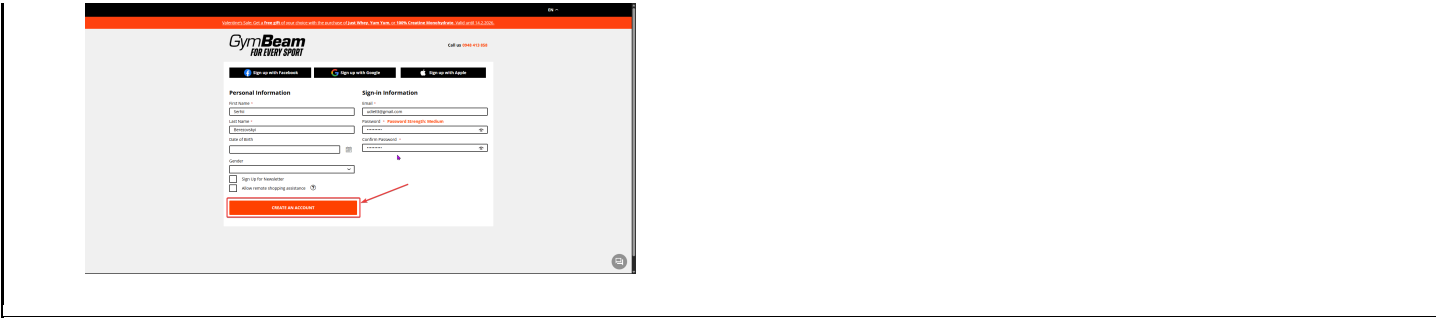 EN
Valentine's Sale: Get a free gift of your choice with the purchase of Just Whey, Yum Yum, or 100% Creatine Monohydrate. Valid until 16.2.2026.
GymBeam
FOR EVERY SPORT
Call us
Sign up with Facebook
Sign up with Google
Sign up with Apple
Personal Information
First Name *
Last Name *
Date of Birth
Gender
Sign Up for Newsletter
Allow remote shopping assistance
CREATE AN ACCOUNT
Sign-in Information
Email *
Password * Password Strength: Medium
Confirm Password *